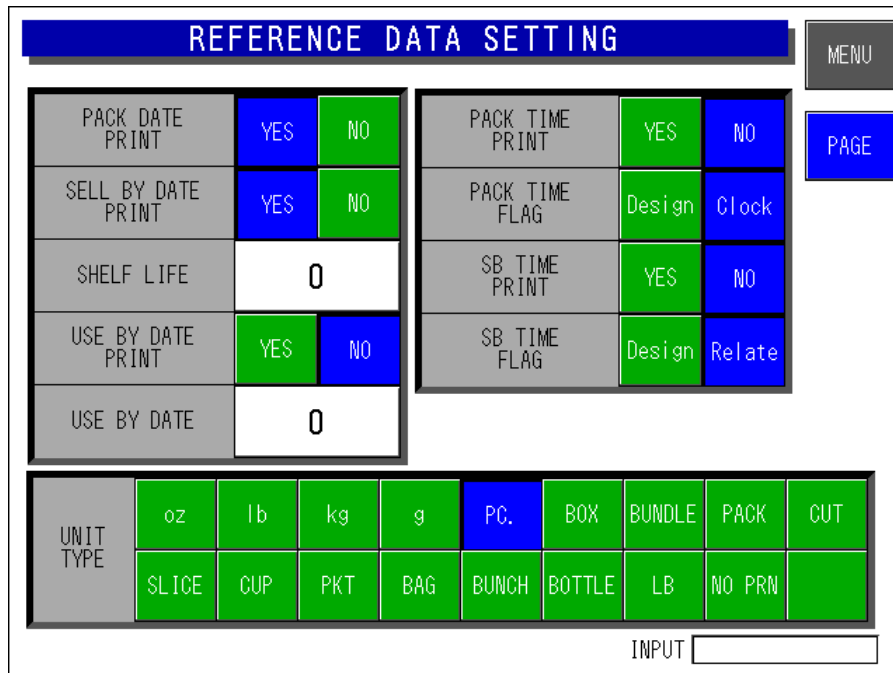 REFERENCE DATA SETTING
MENU
PAGE
PACK DATE
PRINT
YES NO
SELL BY DATE
PRINT
YES NO
SHELF LIFE
0
USE BY DATE
PRINT
YES NO
USE BY DATE
0
PACK TIME
PRINT
YES NO
PACK TIME
FLAG
Design Clock
SB TIME
PRINT
YES NO
SB TIME
FLAG
Design Relate
UNIT
TYPE
oz lb kg g PC. BOX BUNDLE PACK CUT
SLICE CUP PKT BAG BUNCH BOTTLE LB NO PRN
INPUT